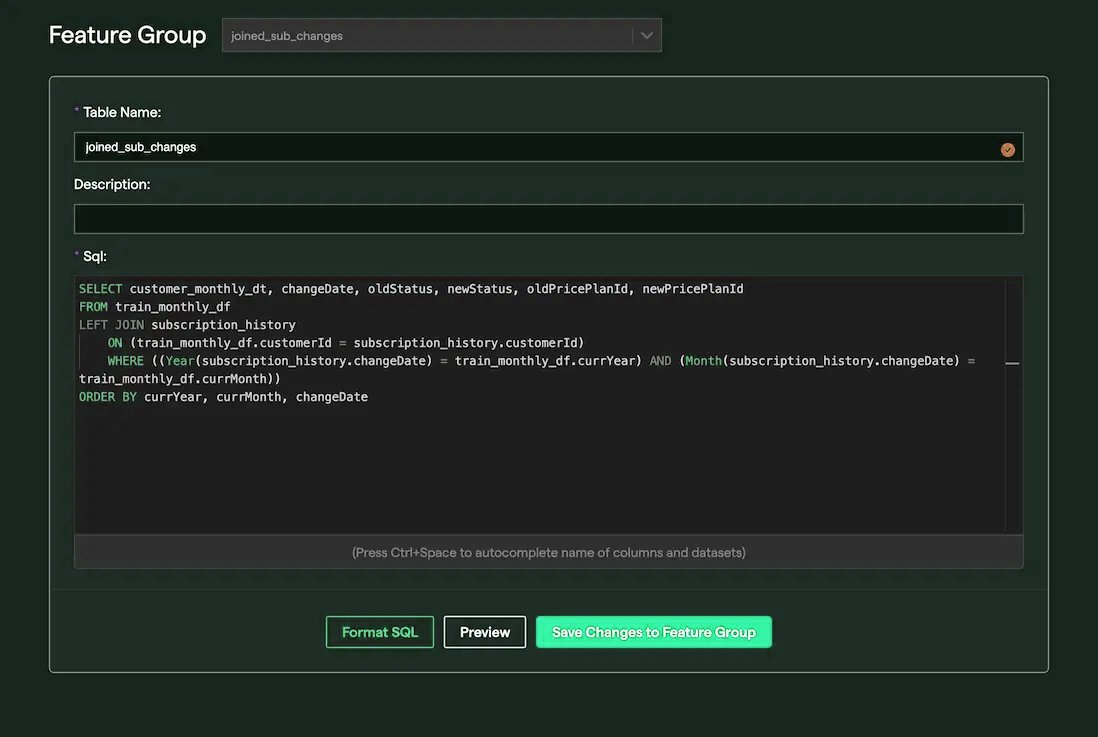 Feature Group
joined_sub_changes
* Table Name:
joined_sub_changes
Description:
* Sql:
SELECT customer_monthly_dt, changeDate, oldStatus, newStatus, oldPricePlanId, newPricePlanId
FROM train_monthly_df
LEFT JOIN subscription_history
    ON (train_monthly_df.customerId = subscription_history.customerId)
    WHERE ((Year(subscription_history.changeDate) = train_monthly_df.currYear) AND (Month(subscription_history.changeDate) =
train_monthly_df.currMonth))
ORDER BY currYear, currMonth, changeDate
(Press Ctrl+Space to autocomplete name of columns and datasets)
Format SQL
Preview
Save Changes to Feature Group